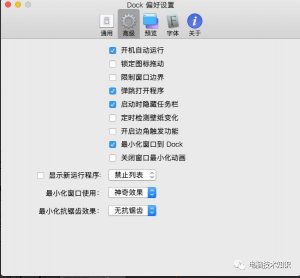 Dock 偏好设置
通用 高级 预览 字体 关于
开机自动运行
锁定图标拖动
限制窗口边界
弹跳打开程序
启动时隐藏任务栏
定时检测壁纸变化
开启边角触发功能
最小化窗口到 Dock
关闭窗口最小化动画
显示新运行程序: 禁止列表
最小化窗口使用: 神奇效果
最小化抗锯齿效果: 无抗锯齿
电脑技术知识